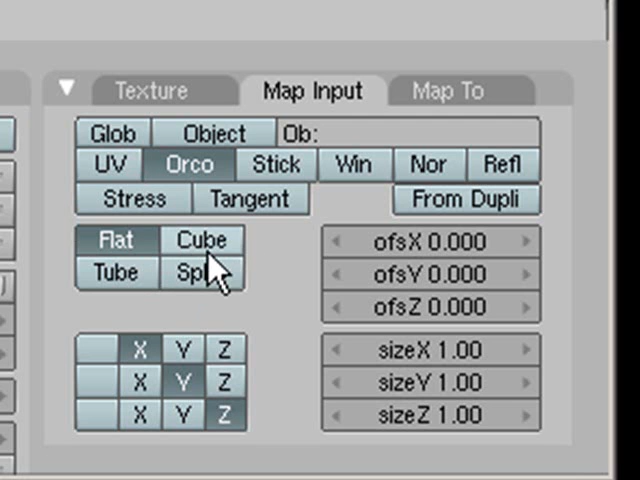 Texture Map Input Map To
Glob Object Ob:
UV Orco Stick Win Nor Refl
Stress Tangent From Dupli
Flat Cube ofsX 0.000
Tube ofsY 0.000
ofsZ 0.000
X Y Z sizeX 1.00
X Y Z sizeY 1.00
X Y Z sizeZ 1.00